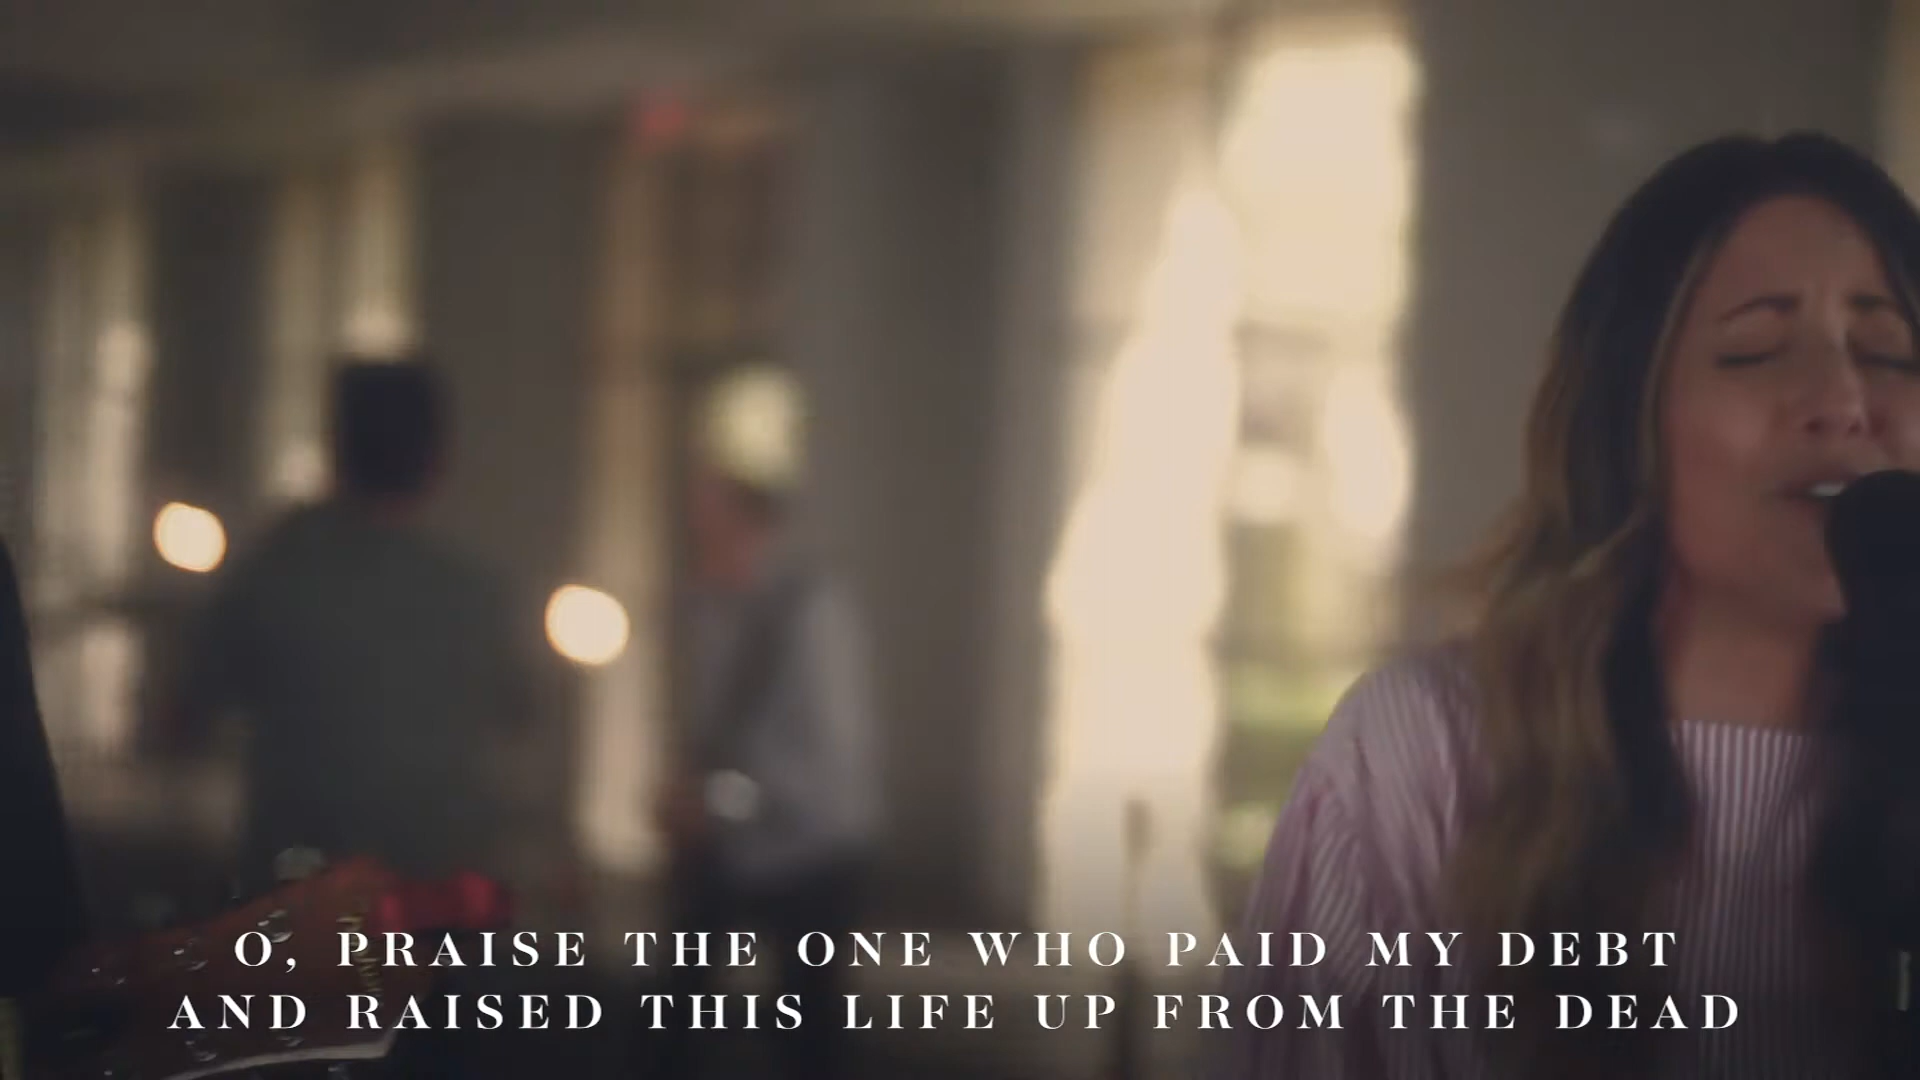 O, PRAISE THE ONE WHO PAID MY DEBT
AND RAISED THIS LIFE UP FROM THE DEAD